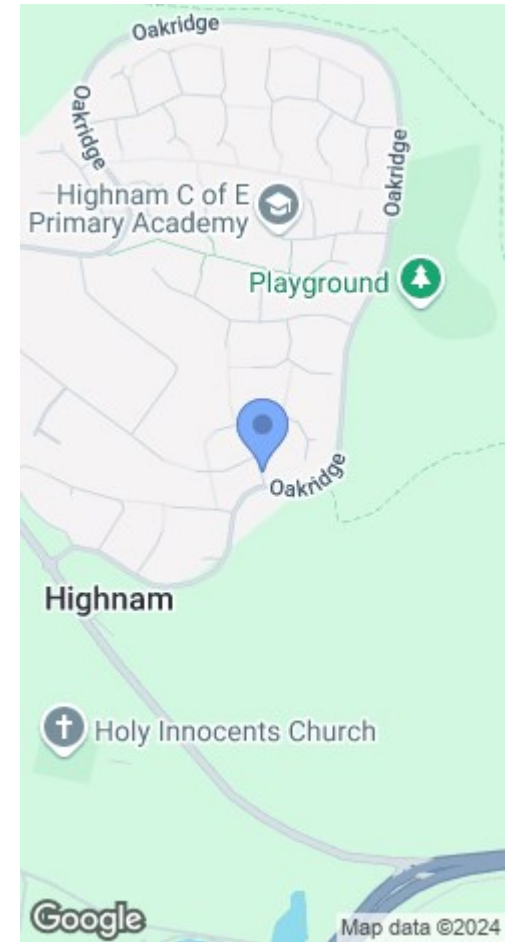 Oakridge
Oakridge
Oakridge
Highnam C of E
Primary Academy
Playground
Oakridge
Highnam
Holy Innocents Church
Google
Map data ©2024